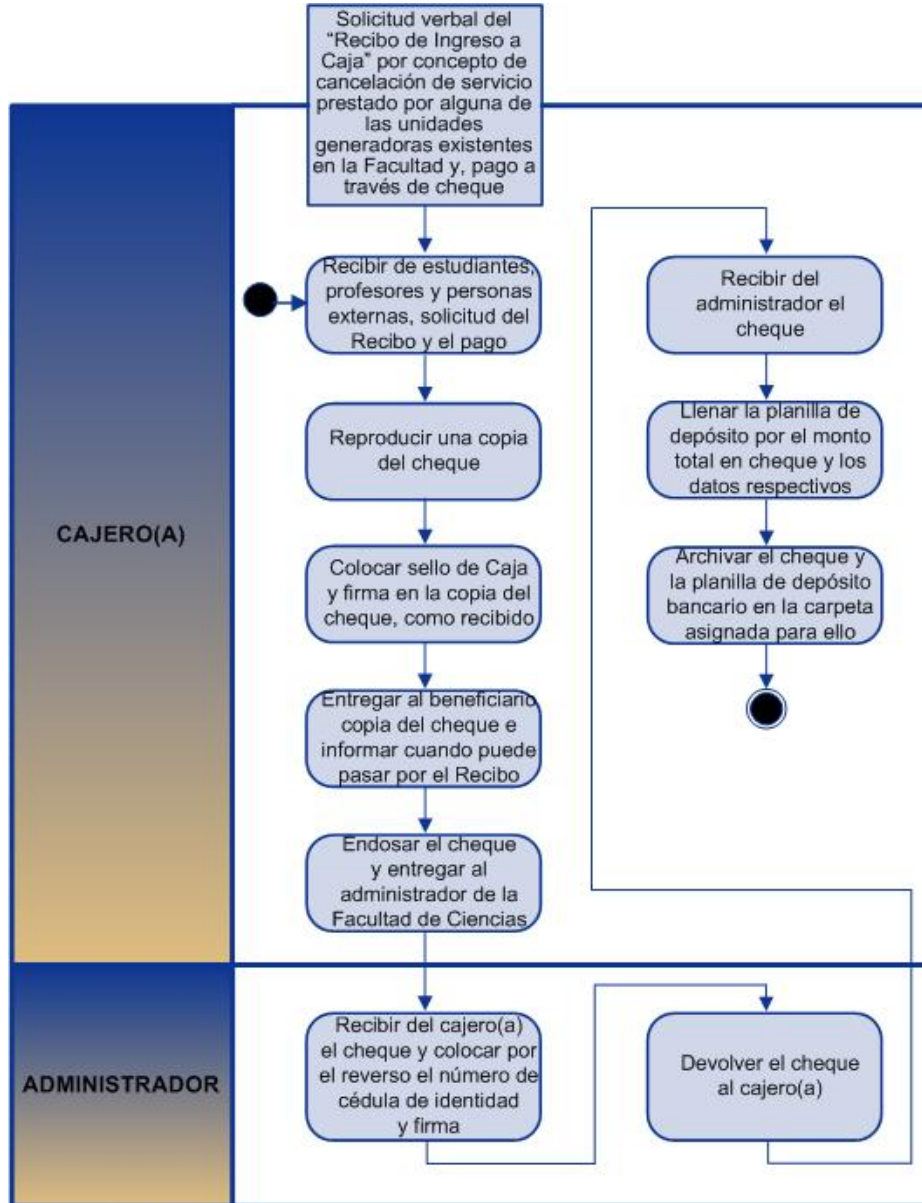 Solicitud verbal del
“Recibo de Ingreso a
Caja” por concepto de
cancelación de servicio
prestado por alguna de
las unidades
generadoras existentes
en la Facultad y, pago a
través de cheque
CAJERO(A)
Recibir de estudiantes,
profesores y personas
externas, solicitud del
Recibo y el pago
Reproducir una copia
del cheque
Colocar sello de Caja
y firma en la copia del
cheque, como recibido
Entregar al beneficiario
copia del cheque e
informar cuando puede
pasar por el Recibo
Endosar el cheque
y entregar al
administrador de la
Facultad de Ciencias
ADMINISTRADOR
Recibir del cajero(a)
el cheque y colocar por
el reverso el número de
cédula de identidad
y firma
Devolver el cheque
al cajero(a)
Recibir del
administrador el
cheque
Llenar la planilla de
depósito por el monto
total en cheque y los
datos respectivos
Archivar el cheque y
la planilla de depósito
bancario en la carpeta
asignada para ello